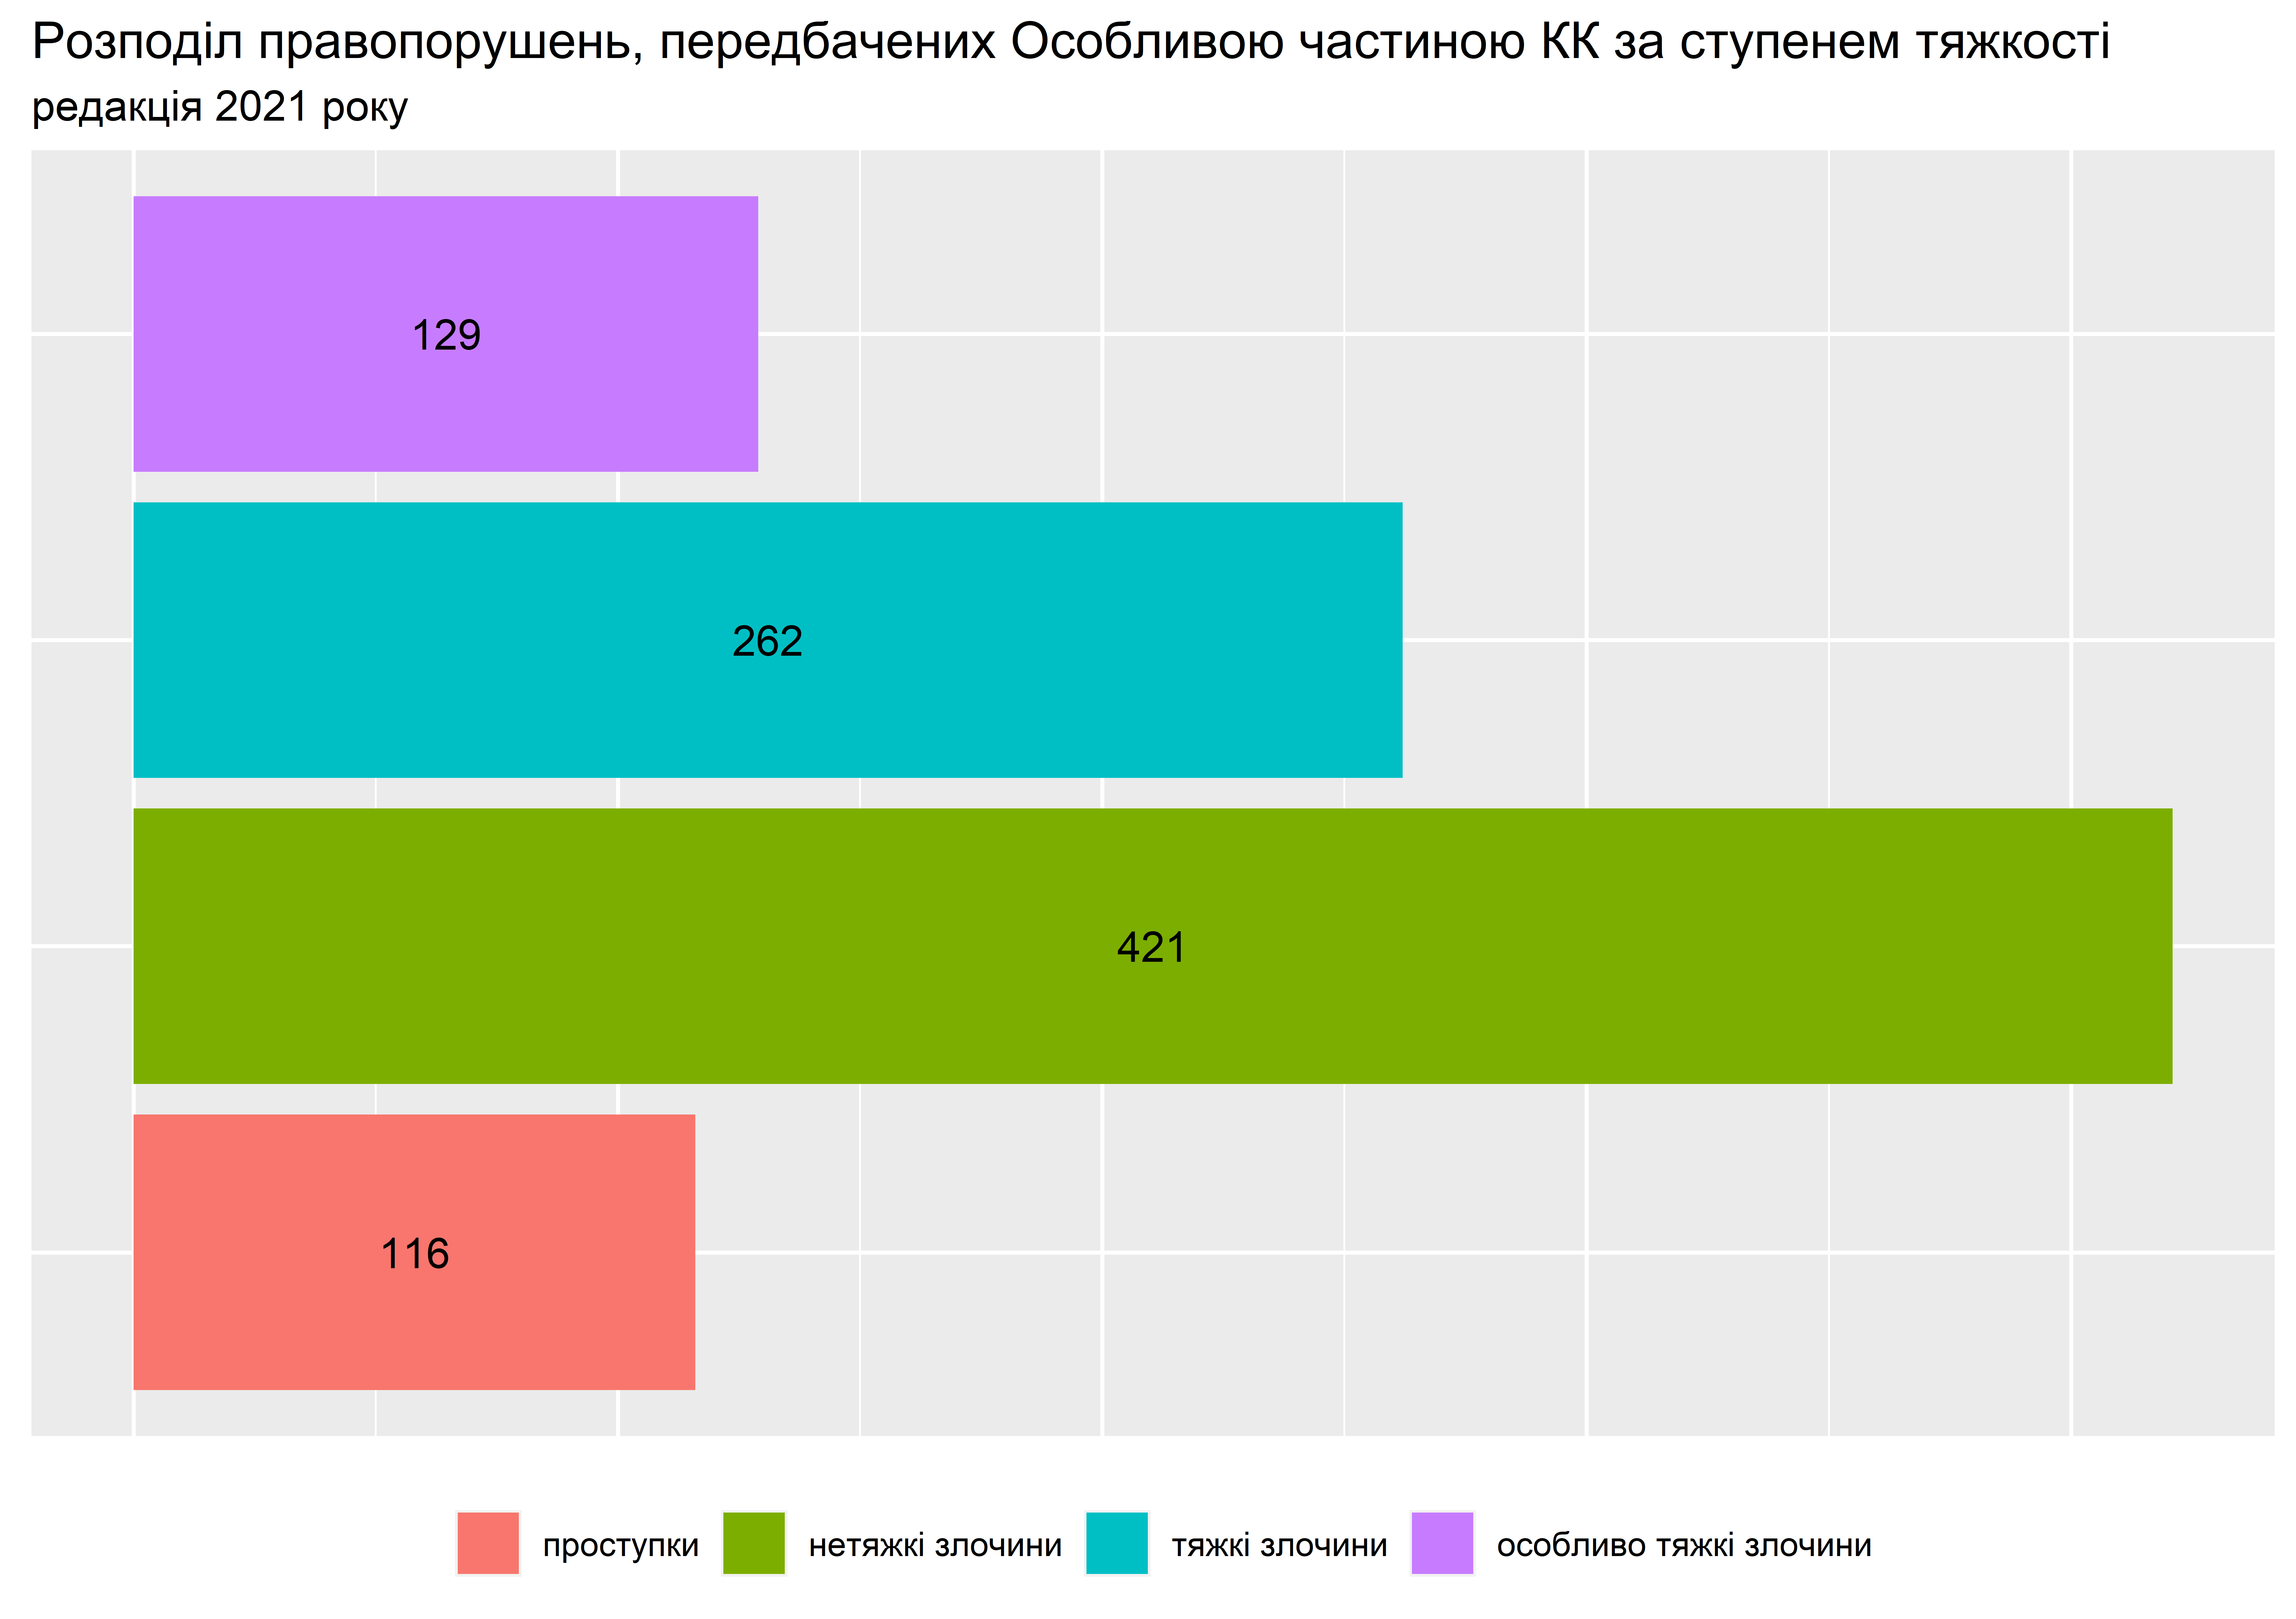 Розподіл правопорушень, передбачених Особливою частиною КК за ступенем тяжкості
редакція 2021 року
129
262
421
116
проступки нетяжкі злочини тяжкі злочини особливо тяжкі злочини